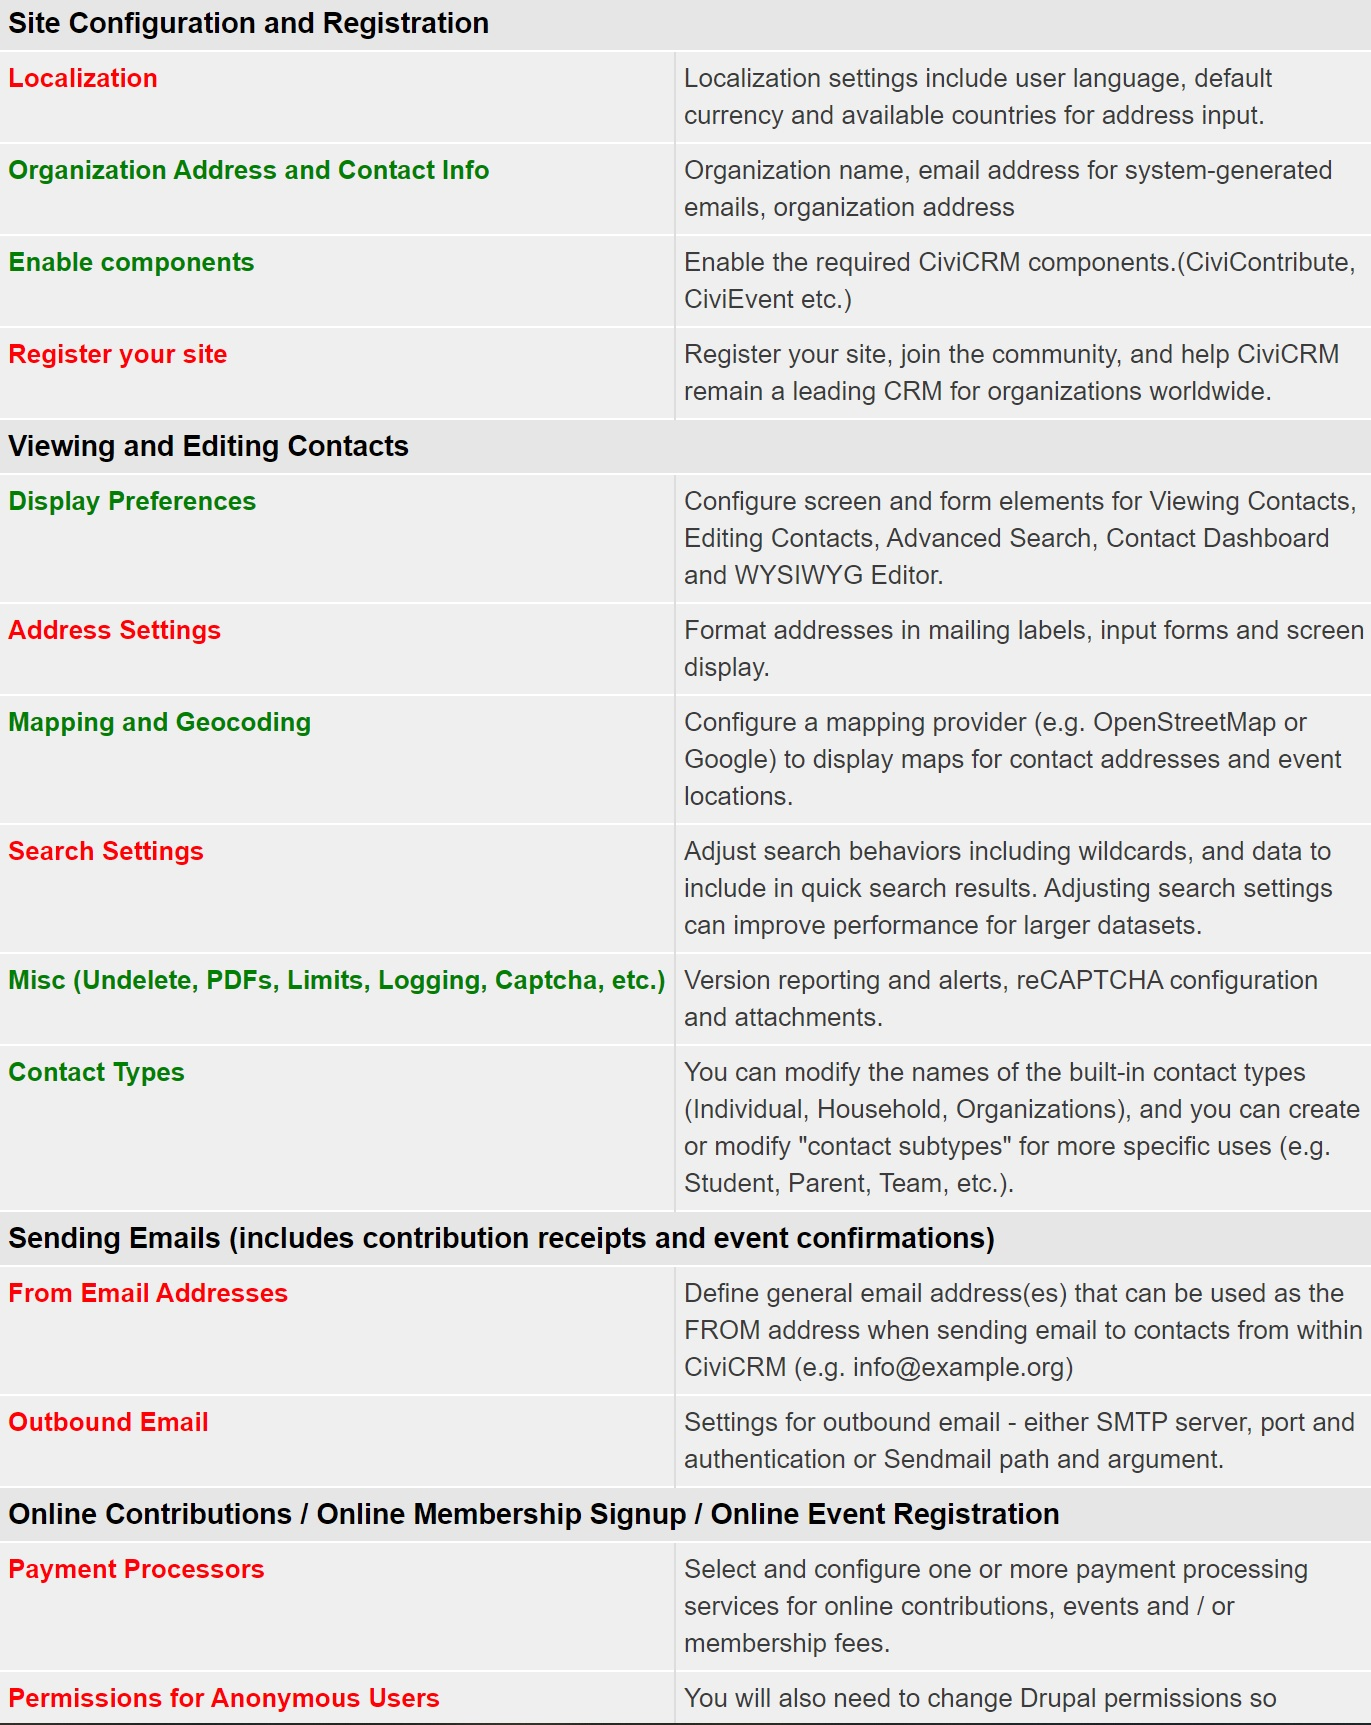 Site Configuration and Registration
Localization
Localization settings include user language, default
currency and available countries for address input.
Organization Address and Contact Info
Organization name, email address for system-generated
emails, organization address
Enable components
Enable the required CiviCRM components.(CiviContribute,
CiviEvent etc.)
Register your site
Register your site, join the community, and help CiviCRM
remain a leading CRM for organizations worldwide.
Viewing and Editing Contacts
Display Preferences
Configure screen and form elements for Viewing Contacts,
Editing Contacts, Advanced Search, Contact Dashboard
and WYSIWYG Editor.
Address Settings
Format addresses in mailing labels, input forms and screen
display.
Mapping and Geocoding
Configure a mapping provider (e.g. OpenStreetMap or
Google) to display maps for contact addresses and event
locations.
Search Settings
Adjust search behaviors including wildcards, and data to
include in quick search results. Adjusting search settings
can improve performance for larger datasets.
Misc (Undelete, PDFs, Limits, Logging, Captcha, etc.)
Version reporting and alerts, reCAPTCHA configuration
and attachments.
Contact Types
You can modify the names of the built-in contact types
(Individual, Household, Organizations), and you can create
or modify "contact subtypes" for more specific uses (e.g.
Student, Parent, Team, etc.).
Sending Emails (includes contribution receipts and event confirmations)
From Email Addresses
Define general email address(es) that can be used as the
FROM address when sending email to contacts from within
CiviCRM (e.g. info@example.org)
Outbound Email
Settings for outbound email - either SMTP server, port and
authentication or Sendmail path and argument.
Online Contributions / Online Membership Signup / Online Event Registration
Payment Processors
Select and configure one or more payment processing
services for online contributions, events and / or
membership fees.
Permissions for Anonymous Users
You will also need to change Drupal permissions so